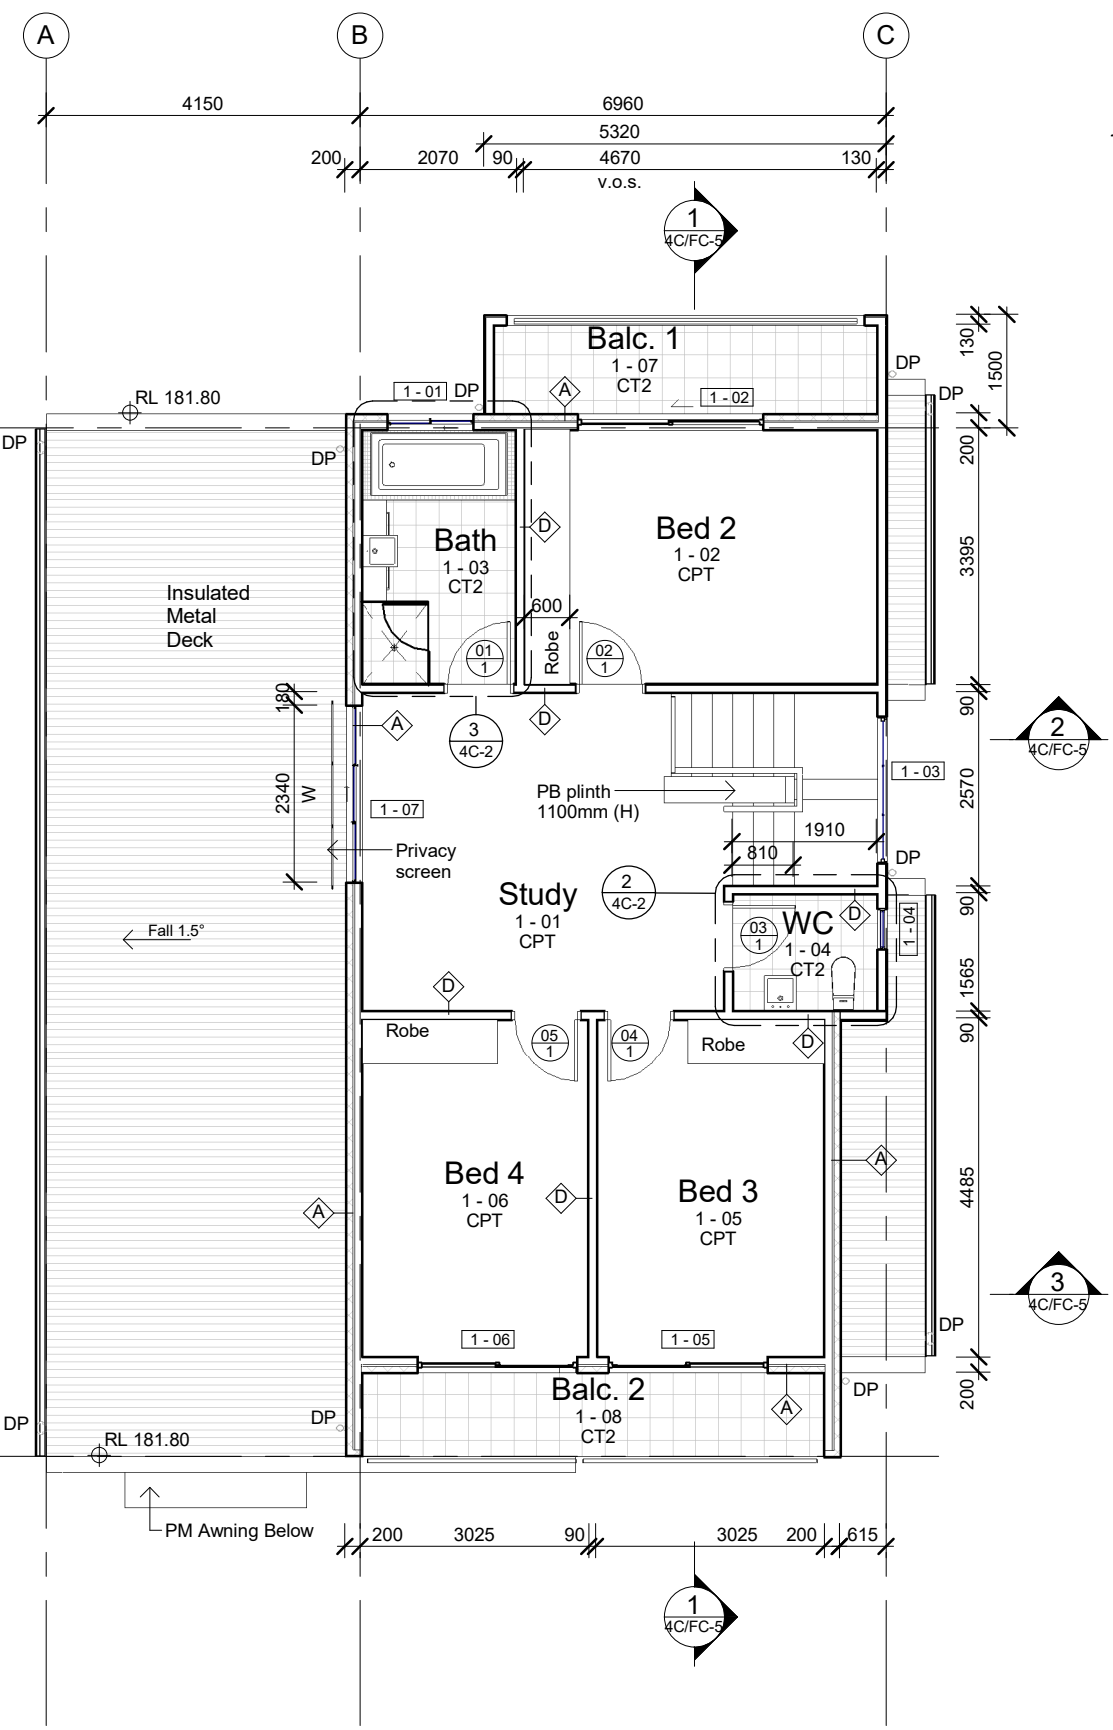 A
B
C
4150
6960
5320
200
2070
90
4670
130
v.o.s.
1
4C/FC-5
Balc. 1
1 - 07
CT2
130
1500
DP
1 - 01
DP
A
1 - 02
DP
RL 181.80
DP
DP
200
Bath
1 - 03
CT2
D
Bed 2
1 - 02
CPT
3395
Insulated
Metal
Deck
600
Robe
01
1
02
1
180
A
3
4C-2
D
90
2
4C/FC-5
2340
W
1 - 07
PB plinth
1100mm (H)
1 - 03
2570
1910
810
Privacy
screen
DP
Study
1 - 01
CPT
2
4C-2
90
D
WC
1 - 04
CT2
03
1
1 - 04
Fall 1.5°
1565
D
Robe
05
1
04
1
Robe
D
90
Bed 4
1 - 06
CPT
D
Bed 3
1 - 05
CPT
A
A
4485
3
4C/FC-5
1 - 06
1 - 05
DP
Balc. 2
1 - 08
CT2
A
DP
200
DP
DP
RL 181.80
PM Awning Below
200
3025
90
3025
200
615
1
4C/FC-5